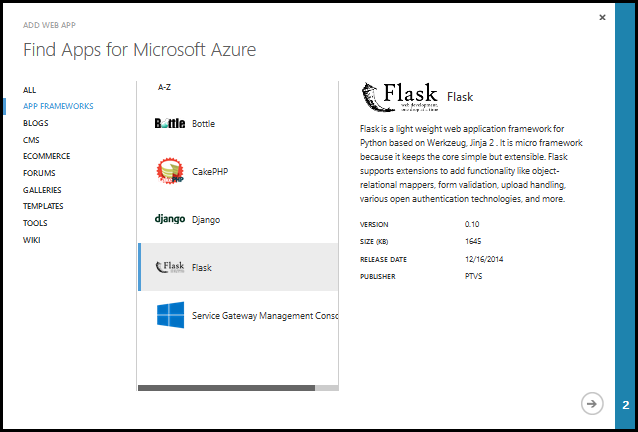 ADD WEB APP
Find Apps for Microsoft Azure
ALL
APP FRAMEWORKS
BLOGS
CMS
ECOMMERCE
FORUMS
GALLERIES
TEMPLATES
TOOLS
WIKI
A-Z
Bottle Bottle
CakePHP
django Django
Flask Flask
Service Gateway Management Conso
Flask
web development,
one drop at a time
Flask
Flask is a light weight web application framework for
Python based on Werkzeug, Jinja 2 . It is micro framework
because it keeps the core simple but extensible. Flask
supports extensions to add functionality like object-
relational mappers, form validation, upload handling,
various open authentication technologies, and more.
VERSION 0.10
SIZE (KB) 1645
RELEASE DATE 12/16/2014
PUBLISHER PTVS
2